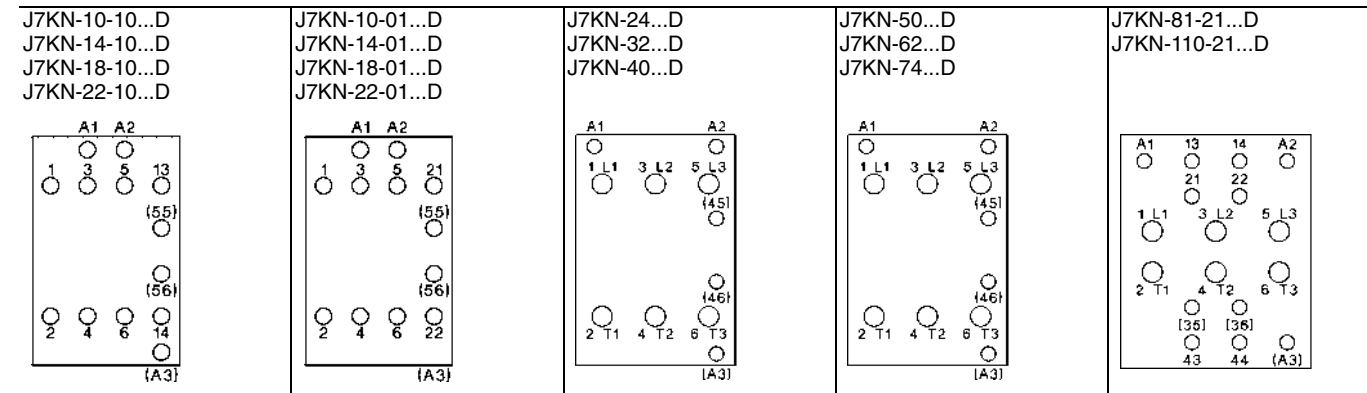 J7KN-10-10...D
J7KN-14-10...D
J7KN-18-10...D
J7KN-22-10...D
A1 A2
1 3 5 13
(55)
(56)
2 4 6 14
(A3)
J7KN-10-01...D
J7KN-14-01...D
J7KN-18-01...D
J7KN-22-01...D
A1 A2
1 3 5 21
(55)
(56)
2 4 6 22
(A3)
J7KN-24...D
J7KN-32...D
J7KN-40...D
A1 A2
1 L1 3 L2 5 L3
(45)
(46)
2 T1 4 T2 6 T3
(A3)
J7KN-50...D
J7KN-62...D
J7KN-74...D
A1 A2
1 L1 3 L2 5 L3
(45)
(46)
2 T1 4 T2 6 T3
(A3)
J7KN-81-21...D
J7KN-110-21...D
A1 13 14 A2
21 22
1 L1 3 L2 5 L3
2 T1 4 T2 6 T3
[35] [36]
43 44 (A3)